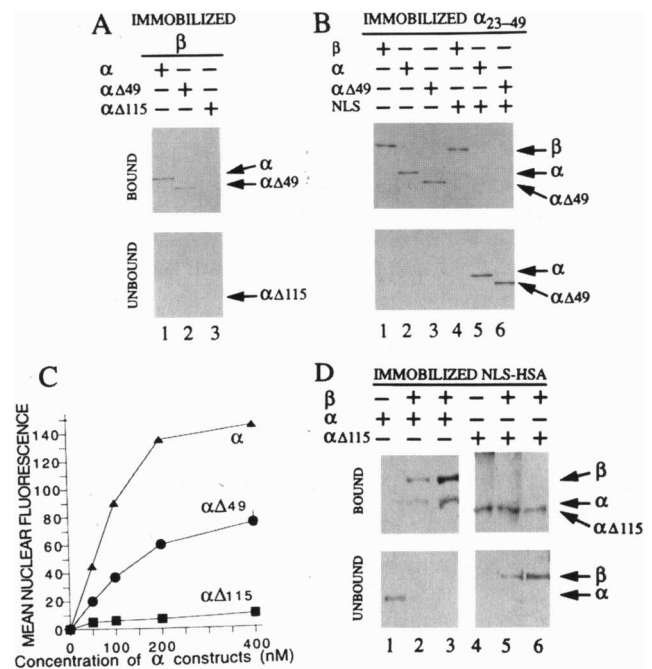 A IMMOBILIZED
β
α + − −
αΔ49 − + −
αΔ115 − − +
BOUND
α
αΔ49
UNBOUND
αΔ115
1 2 3
B IMMOBILIZED α23–49
β + − − + − −
α − + − − + −
αΔ49 − − + − − +
NLS − − − + + +
β
α
αΔ49
α
αΔ49
1 2 3 4 5 6
C
MEAN NUCLEAR FLUORESCENCE
140
120
100
80
60
40
20
0
α
αΔ49
αΔ115
0 100 200 300 400
Concentration of α constructs (nM)
D IMMOBILIZED NLS-HSA
β − + + − + +
α + + + − − −
αΔ115 − − − + + +
BOUND
β
α
αΔ115
UNBOUND
β
α
1 2 3 4 5 6